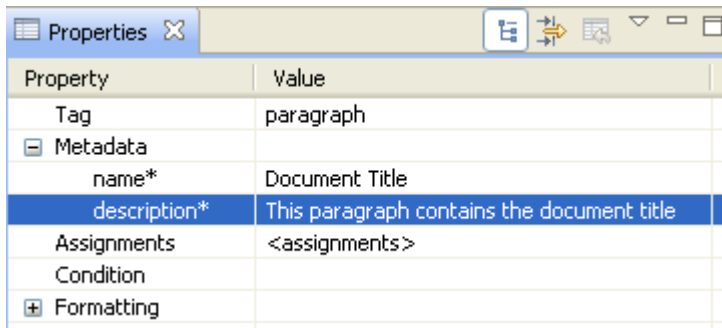 Properties
Property Value
Tag paragraph
Metadata
name* Document Title
description* This paragraph contains the document title
Assignments <assignments>
Condition
Formatting